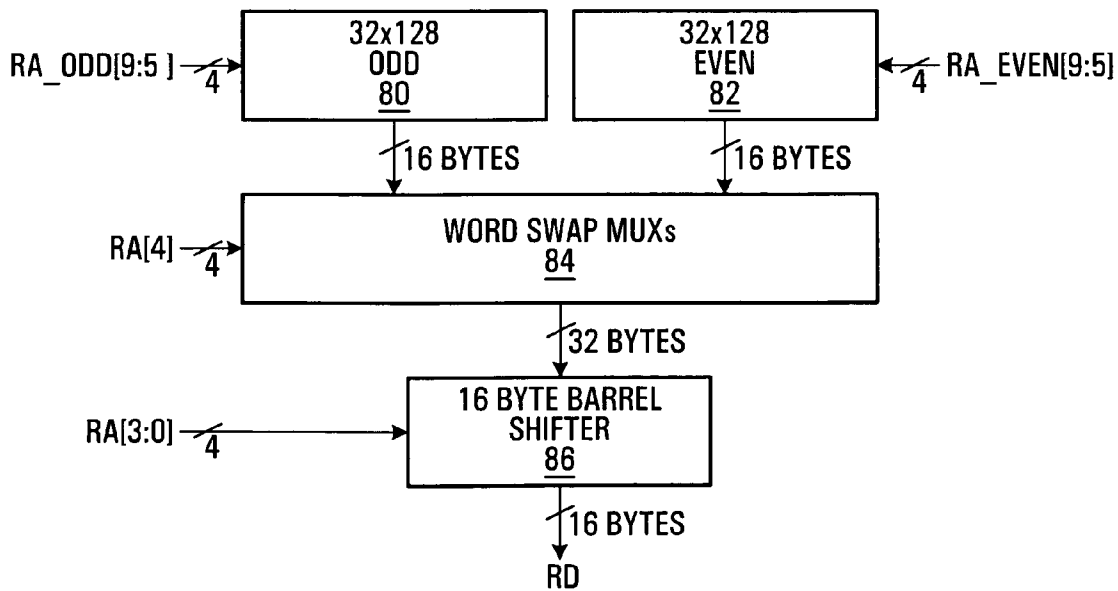 32x128
ODD
80
32x128
EVEN
82
RA_ODD[9:5 ]
4
4
RA_EVEN[9:5]
16 BYTES
16 BYTES
RA[4]
4
WORD SWAP MUXs
84
32 BYTES
RA[3:0]
4
16 BYTE BARREL
SHIFTER
86
16 BYTES
RD